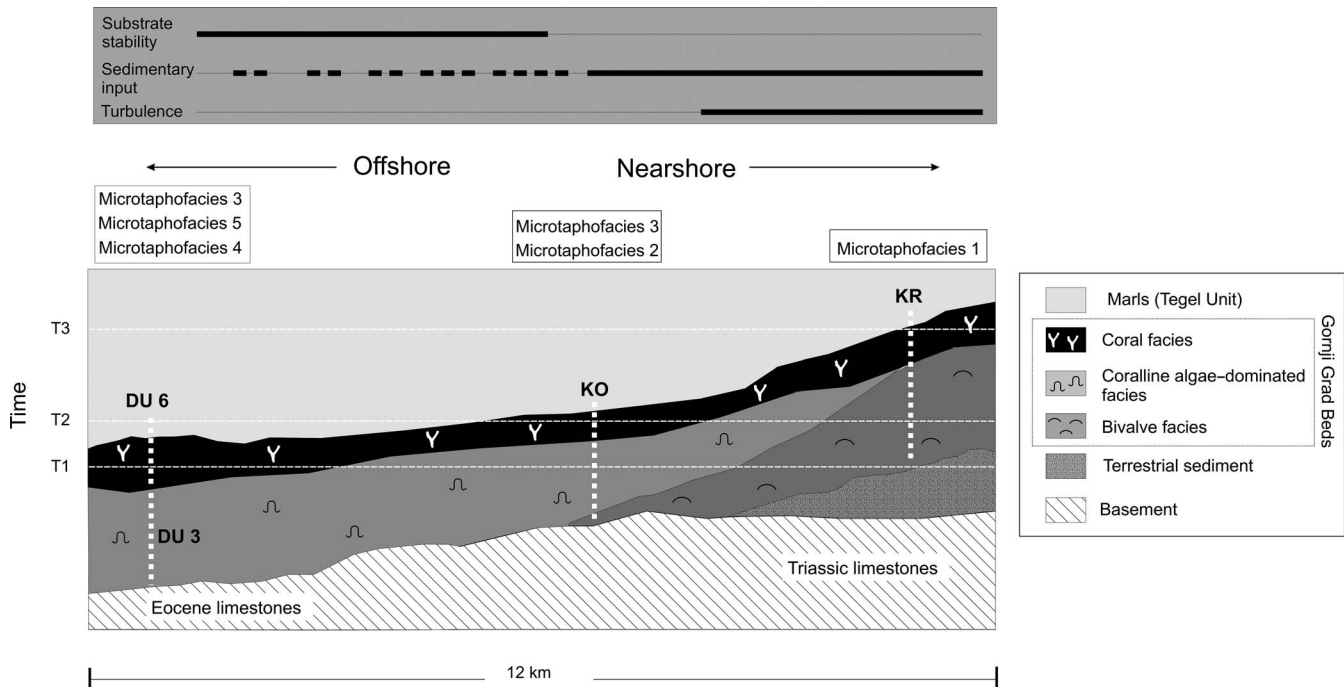 Substrate
stability
Sedimentary
input
Turbulence
Offshore
Nearshore
Microtaphofacies 3
Microtaphofacies 5
Microtaphofacies 4
Microtaphofacies 3
Microtaphofacies 2
Microtaphofacies 1
Time
T3
T2
T1
DU 6
DU 3
KO
KR
Eocene limestones
Triassic limestones
12 km
Marls (Tegel Unit)
Coral facies
Coralline algae–dominated
facies
Bivalve facies
Terrestrial sediment
Basement
Gornji Grad Beds